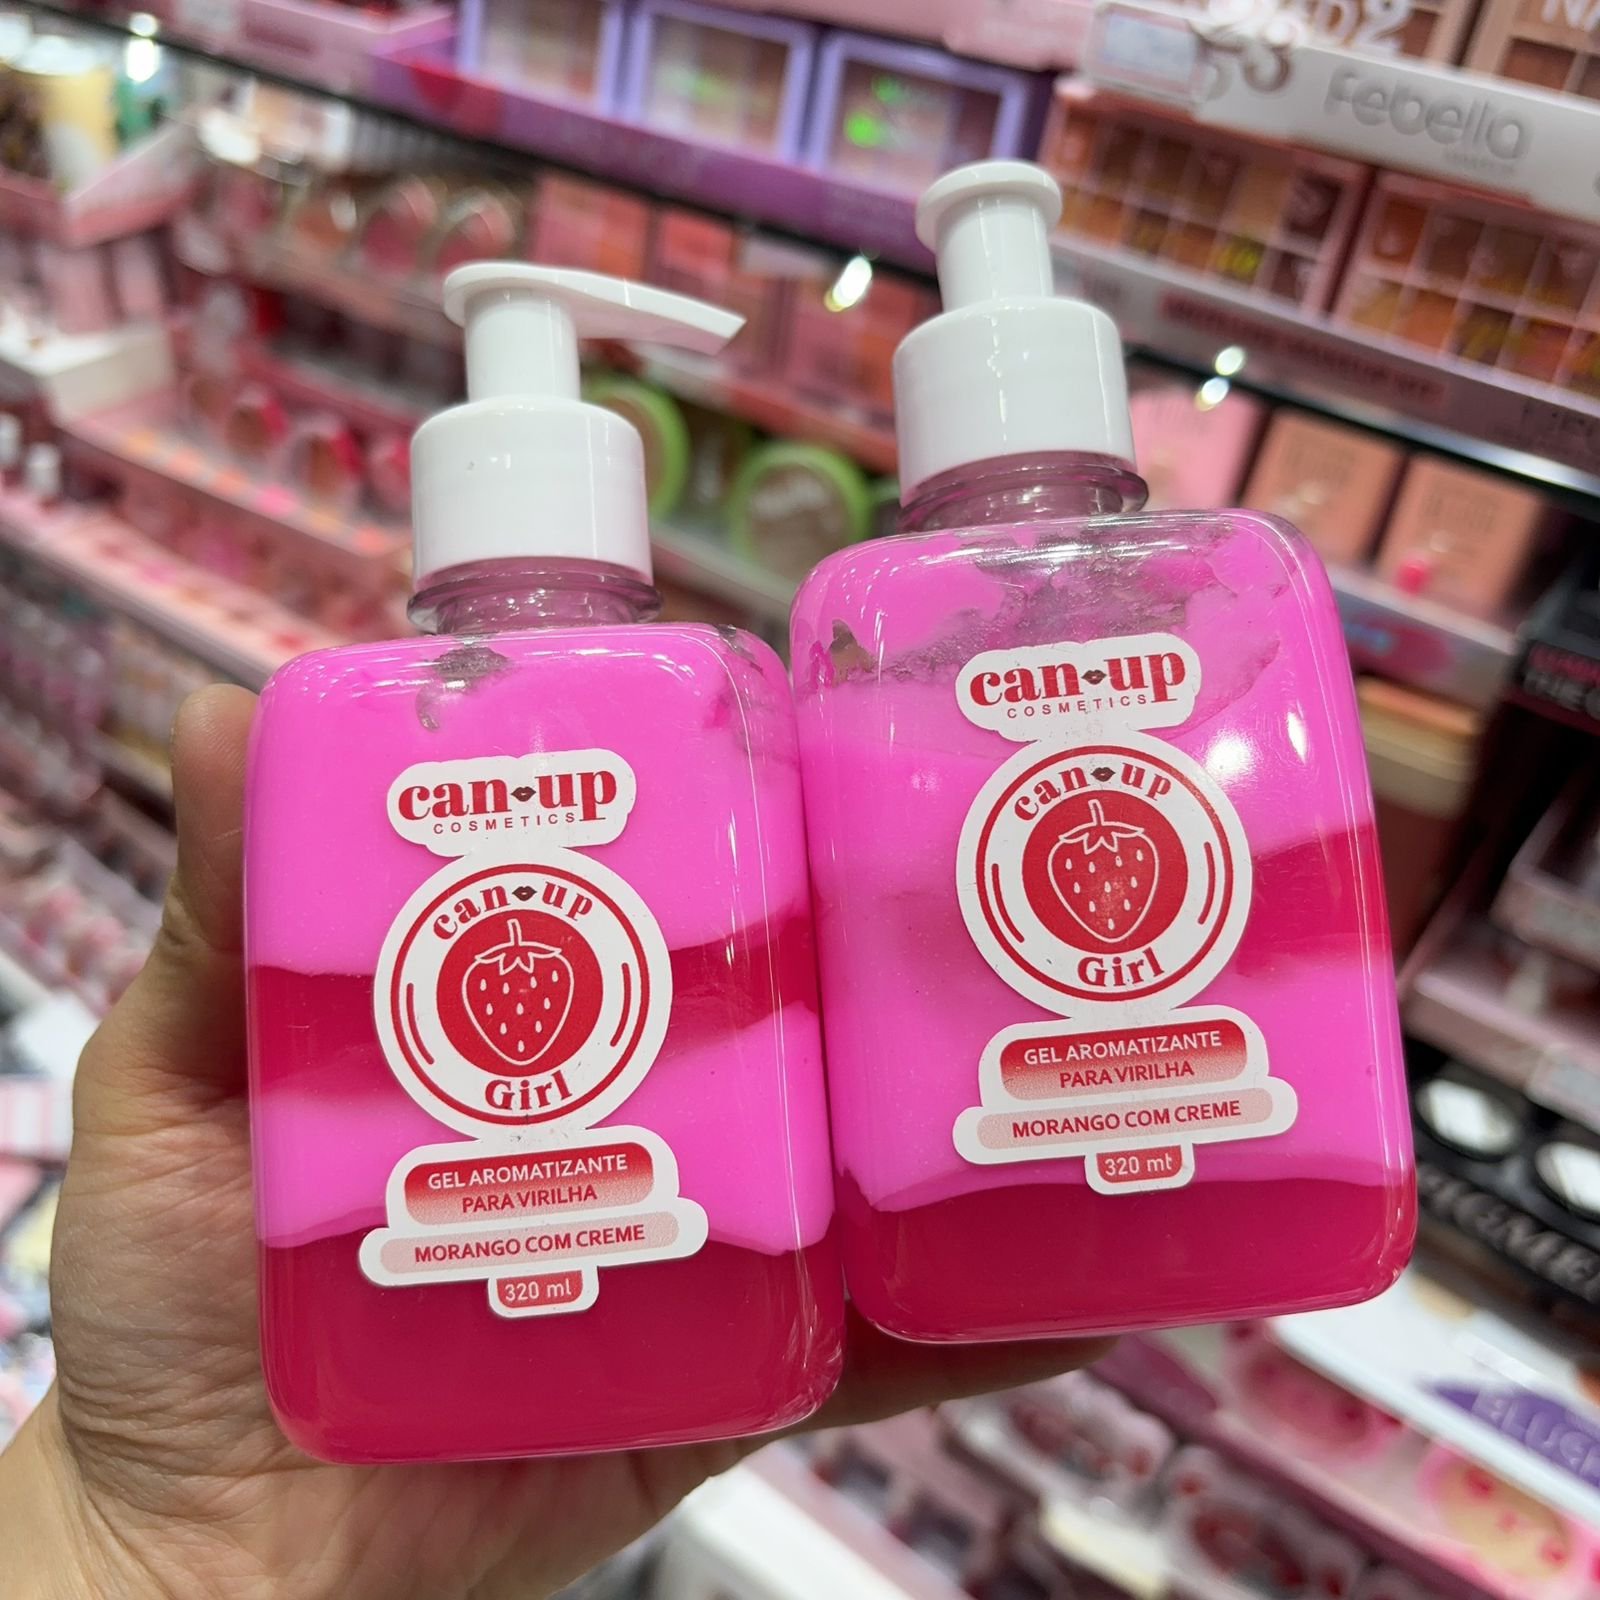 Febella
can up
COSMETICS
can up
Girl
GEL AROMATIZANTE
PARA VIRILHA
MORANGO COM CREME
320 ml
can up
COSMETICS
can up
Girl
GEL AROMATIZANTE
PARA VIRILHA
MORANGO COM CREME
320 ml